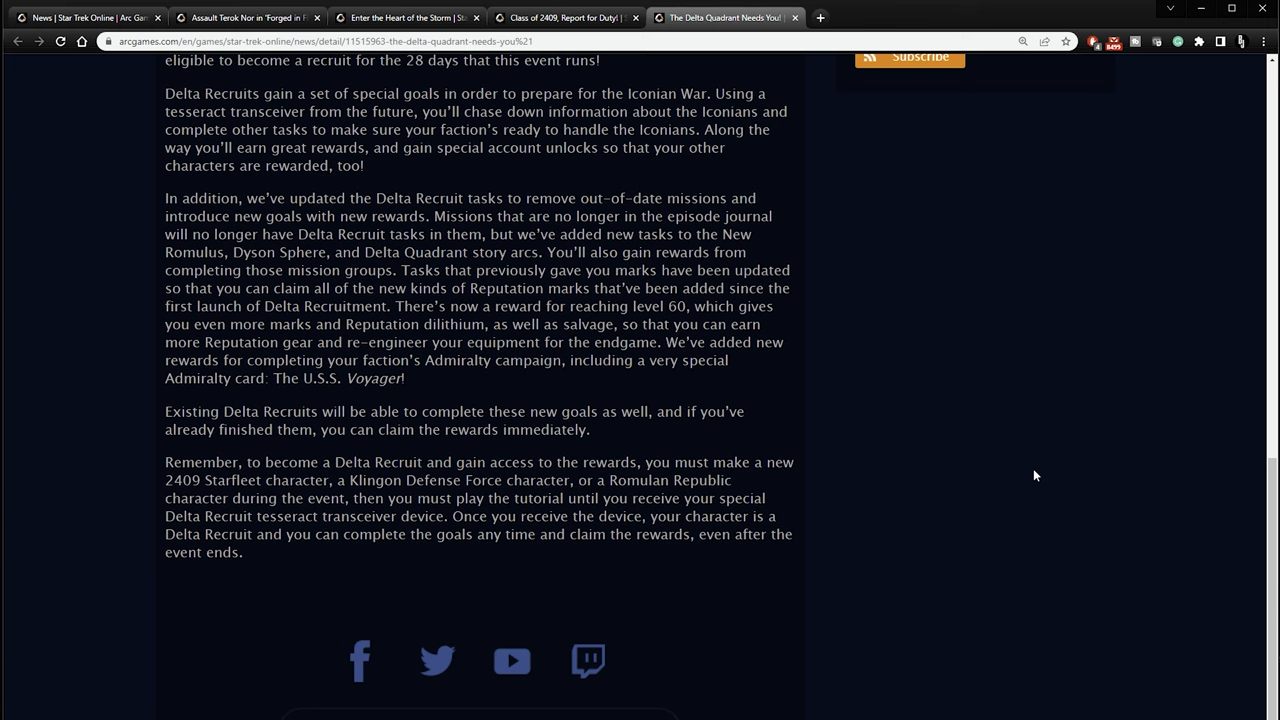 News | Star Trek Online | Arc Gam
Assault Terok Nor in 'Forged in F
Enter the Heart of the Storm | Sta
Class of 2409, Report for Duty! | S
The Delta Quadrant Needs You! |
arcgames.com/en/games/star-trek-online/news/detail/11515963-the-delta-quadrant-needs-you%21
4
8499
Subscribe
eligible to become a recruit for the 28 days that this event runs!
Delta Recruits gain a set of special goals in order to prepare for the Iconian War. Using a
tesseract transceiver from the future, you'll chase down information about the Iconians and
complete other tasks to make sure your faction's ready to handle the Iconians. Along the
way you'll earn great rewards, and gain special account unlocks so that your other
characters are rewarded, too!
In addition, we've updated the Delta Recruit tasks to remove out-of-date missions and
introduce new goals with new rewards. Missions that are no longer in the episode journal
will no longer have Delta Recruit tasks in them, but we've added new tasks to the New
Romulus, Dyson Sphere, and Delta Quadrant story arcs. You'll also gain rewards from
completing those mission groups. Tasks that previously gave you marks have been updated
so that you can claim all of the new kinds of Reputation marks that've been added since the
first launch of Delta Recruitment. There's now a reward for reaching level 60, which gives
you even more marks and Reputation dilithium, as well as salvage, so that you can earn
more Reputation gear and re-engineer your equipment for the endgame. We've added new
rewards for completing your faction's Admiralty campaign, including a very special
Admiralty card: The U.S.S. Voyager!
Existing Delta Recruits will be able to complete these new goals as well, and if you've
already finished them, you can claim the rewards immediately.
Remember, to become a Delta Recruit and gain access to the rewards, you must make a new
2409 Starfleet character, a Klingon Defense Force character, or a Romulan Republic
character during the event, then you must play the tutorial until you receive your special
Delta Recruit tesseract transceiver device. Once you receive the device, your character is a
Delta Recruit and you can complete the goals any time and claim the rewards, even after the
event ends.